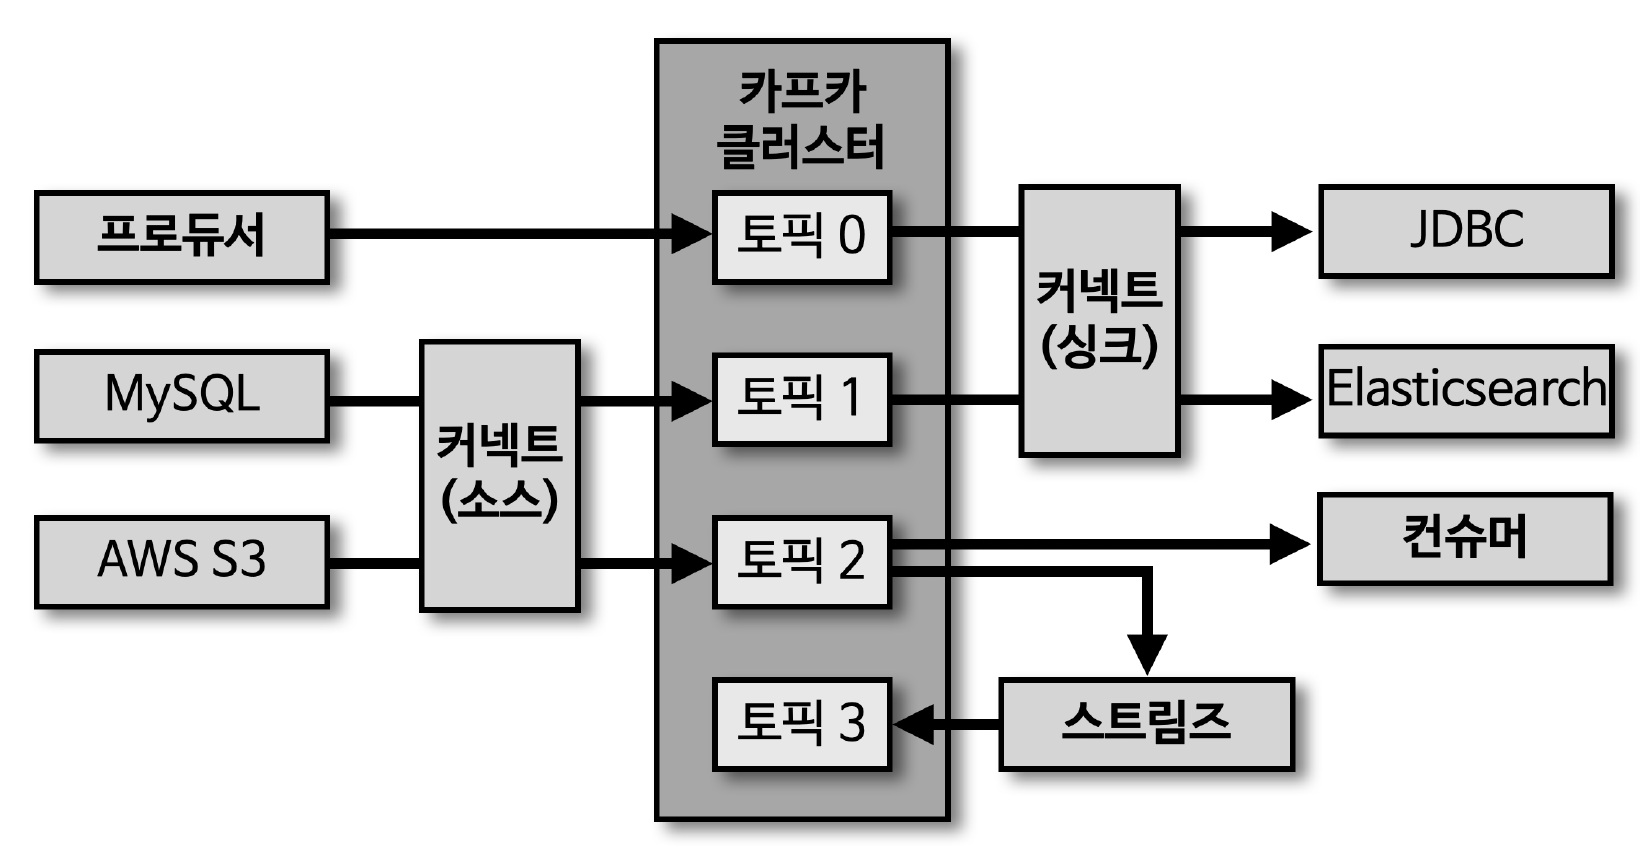 카프카
클러스터
프로듀서
토픽 0
JDBC
커넥트
(싱크)
MySQL
토픽 1
Elasticsearch
커넥트
(소스)
AWS S3
토픽 2
컨슈머
토픽 3
스트림즈